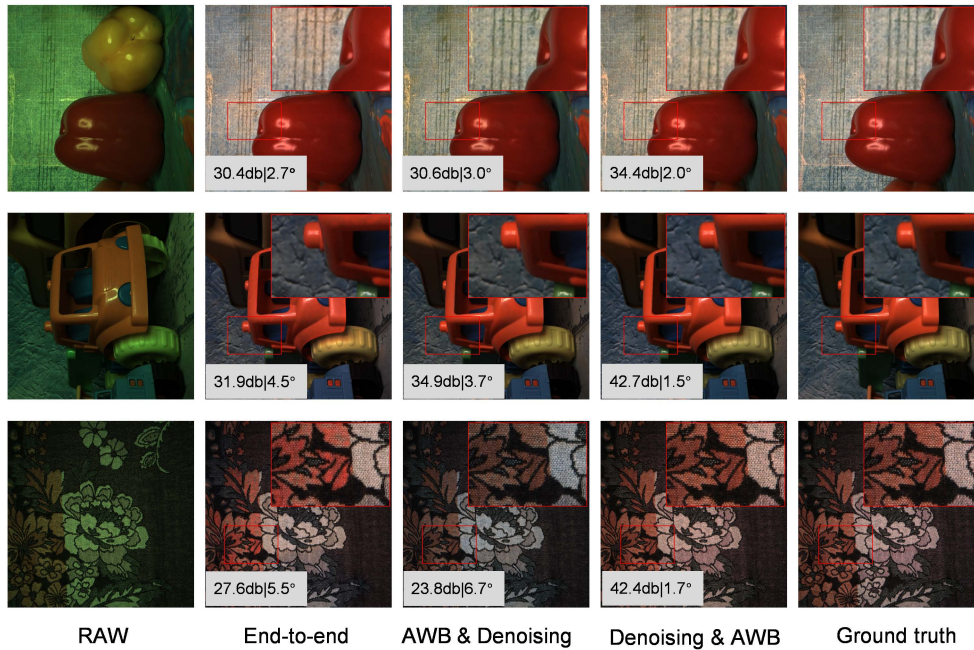 30.4db|2.7°
30.6db|3.0°
34.4db|2.0°
31.9db|4.5°
34.9db|3.7°
42.7db|1.5°
27.6db|5.5°
23.8db|6.7°
42.4db|1.7°
RAW
End-to-end
AWB & Denoising
Denoising & AWB
Ground truth